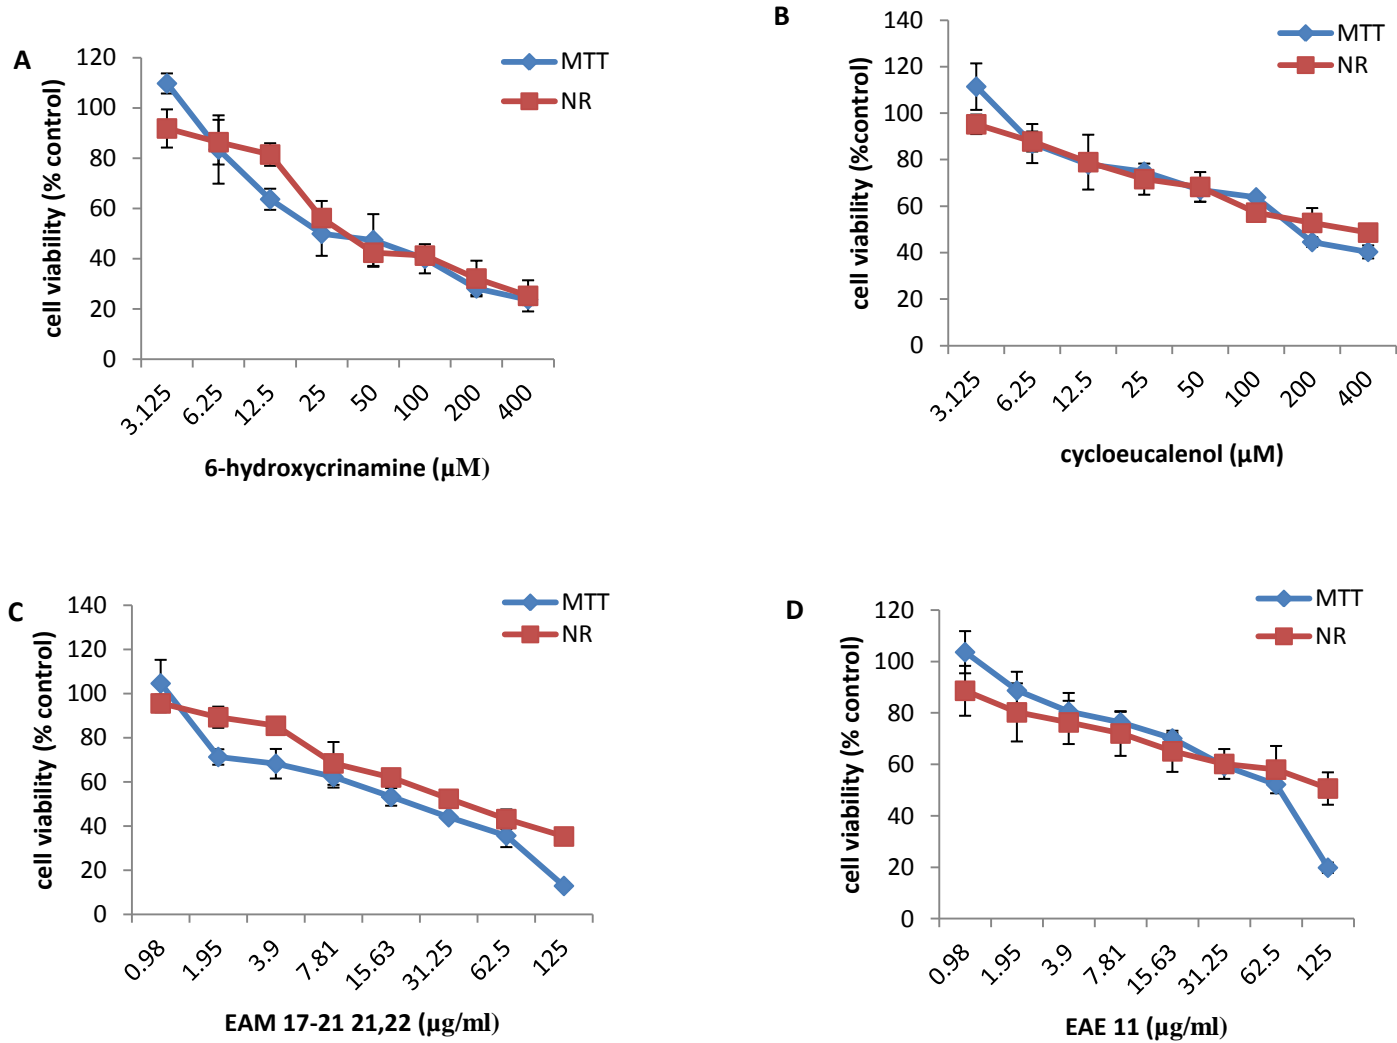 A
cell viability (% control)
120
100
80
60
40
20
0
3.125 6.25 12.5 25 50 100 200 400
6-hydroxycrinamine (µM)
MTT
NR
B
cell viability (%control)
140
120
100
80
60
40
20
0
3.125 6.25 12.5 25 50 100 200 400
cycloeucalenol (µM)
MTT
NR
C
cell viability (% control)
140
120
100
80
60
40
20
0
0.98 1.95 3.9 7.81 15.63 31.25 62.5 125
EAM 17-21 21,22 (µg/ml)
MTT
NR
D
cell viability (% control)
120
100
80
60
40
20
0
0.98 1.95 3.9 7.81 15.63 31.25 62.5 125
EAE 11 (µg/ml)
MTT
NR